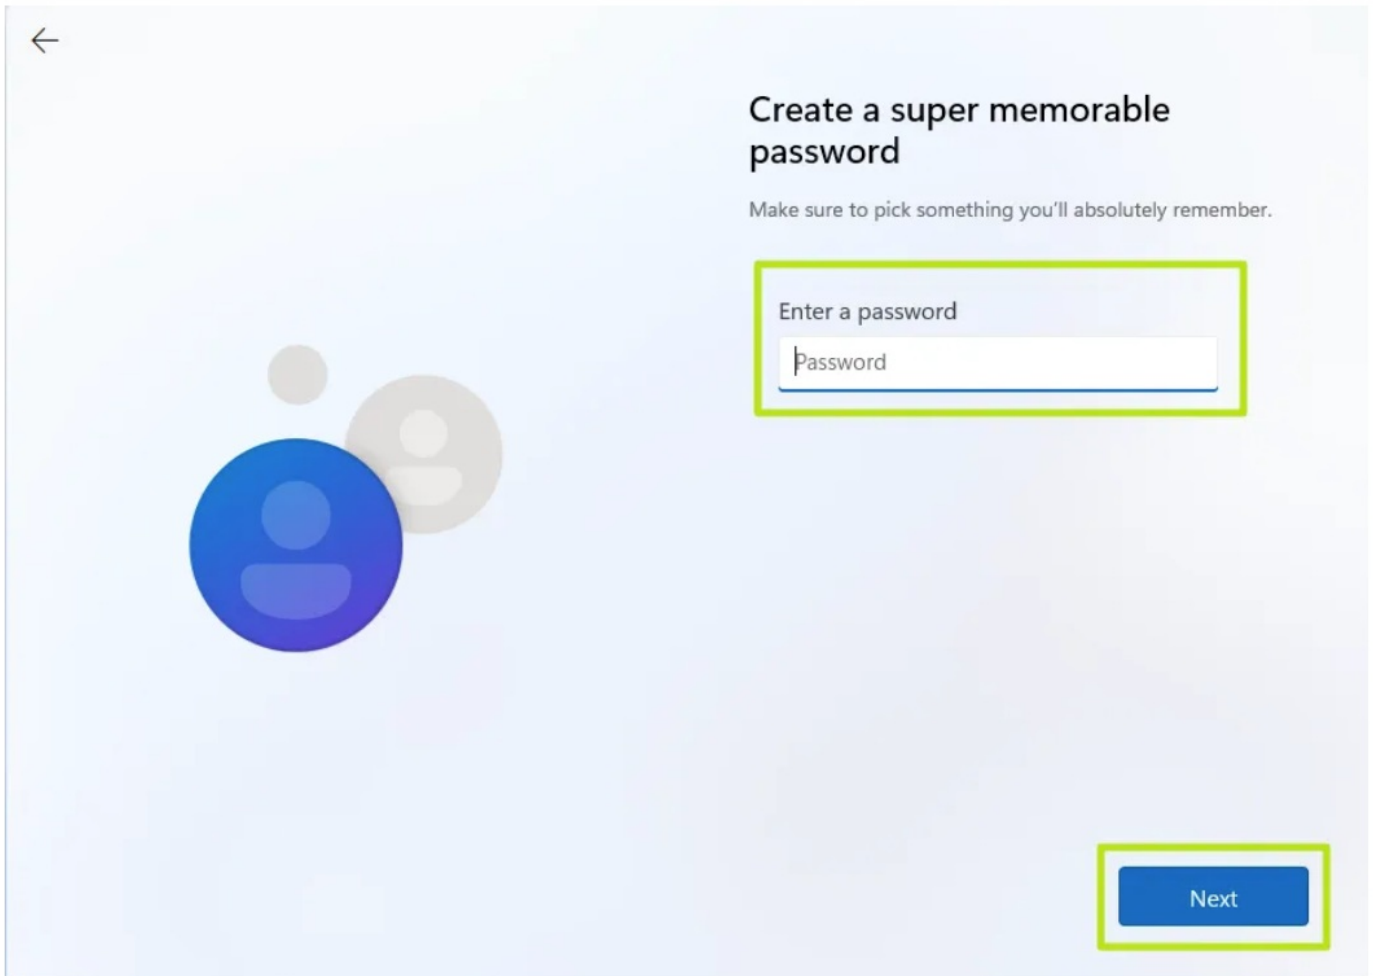 Create a super memorable
password
Make sure to pick something you'll absolutely remember.
Enter a password
Password
Next